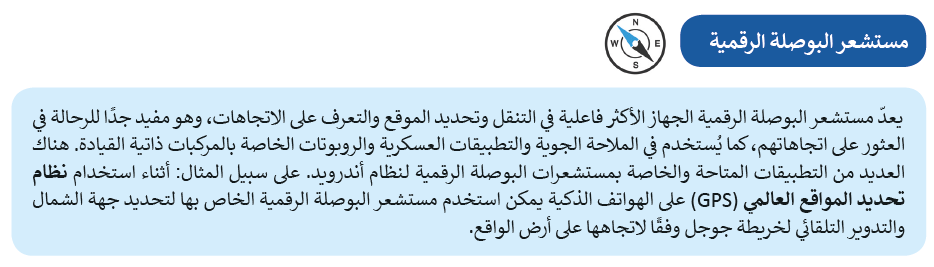 مستشعر البوصلة الرقمية
N
W E
S
يعدّ مستشعر البوصلة الرقمية الجهاز الأكثر فاعلية في التنقل وتحديد الموقع والتعرف على الاتجاهات، وهو مفيد جدًا للرحالة في
العثور على اتجاهاتهم، كما يُستخدم في الملاحة الجوية والتطبيقات العسكرية والروبوتات الخاصة بالمركبات ذاتية القيادة. هناك
العديد من التطبيقات المتاحة والخاصة بمستشعرات البوصلة الرقمية لنظام أندرويد. على سبيل المثال: أثناء استخدام نظام
تحديد المواقع العالمي (GPS) على الهواتف الذكية يمكن استخدم مستشعر البوصلة الرقمية الخاص بها لتحديد جهة الشمال
والتدوير التلقائي لخريطة جوجل وفقًا لاتجاهها على أرض الواقع.